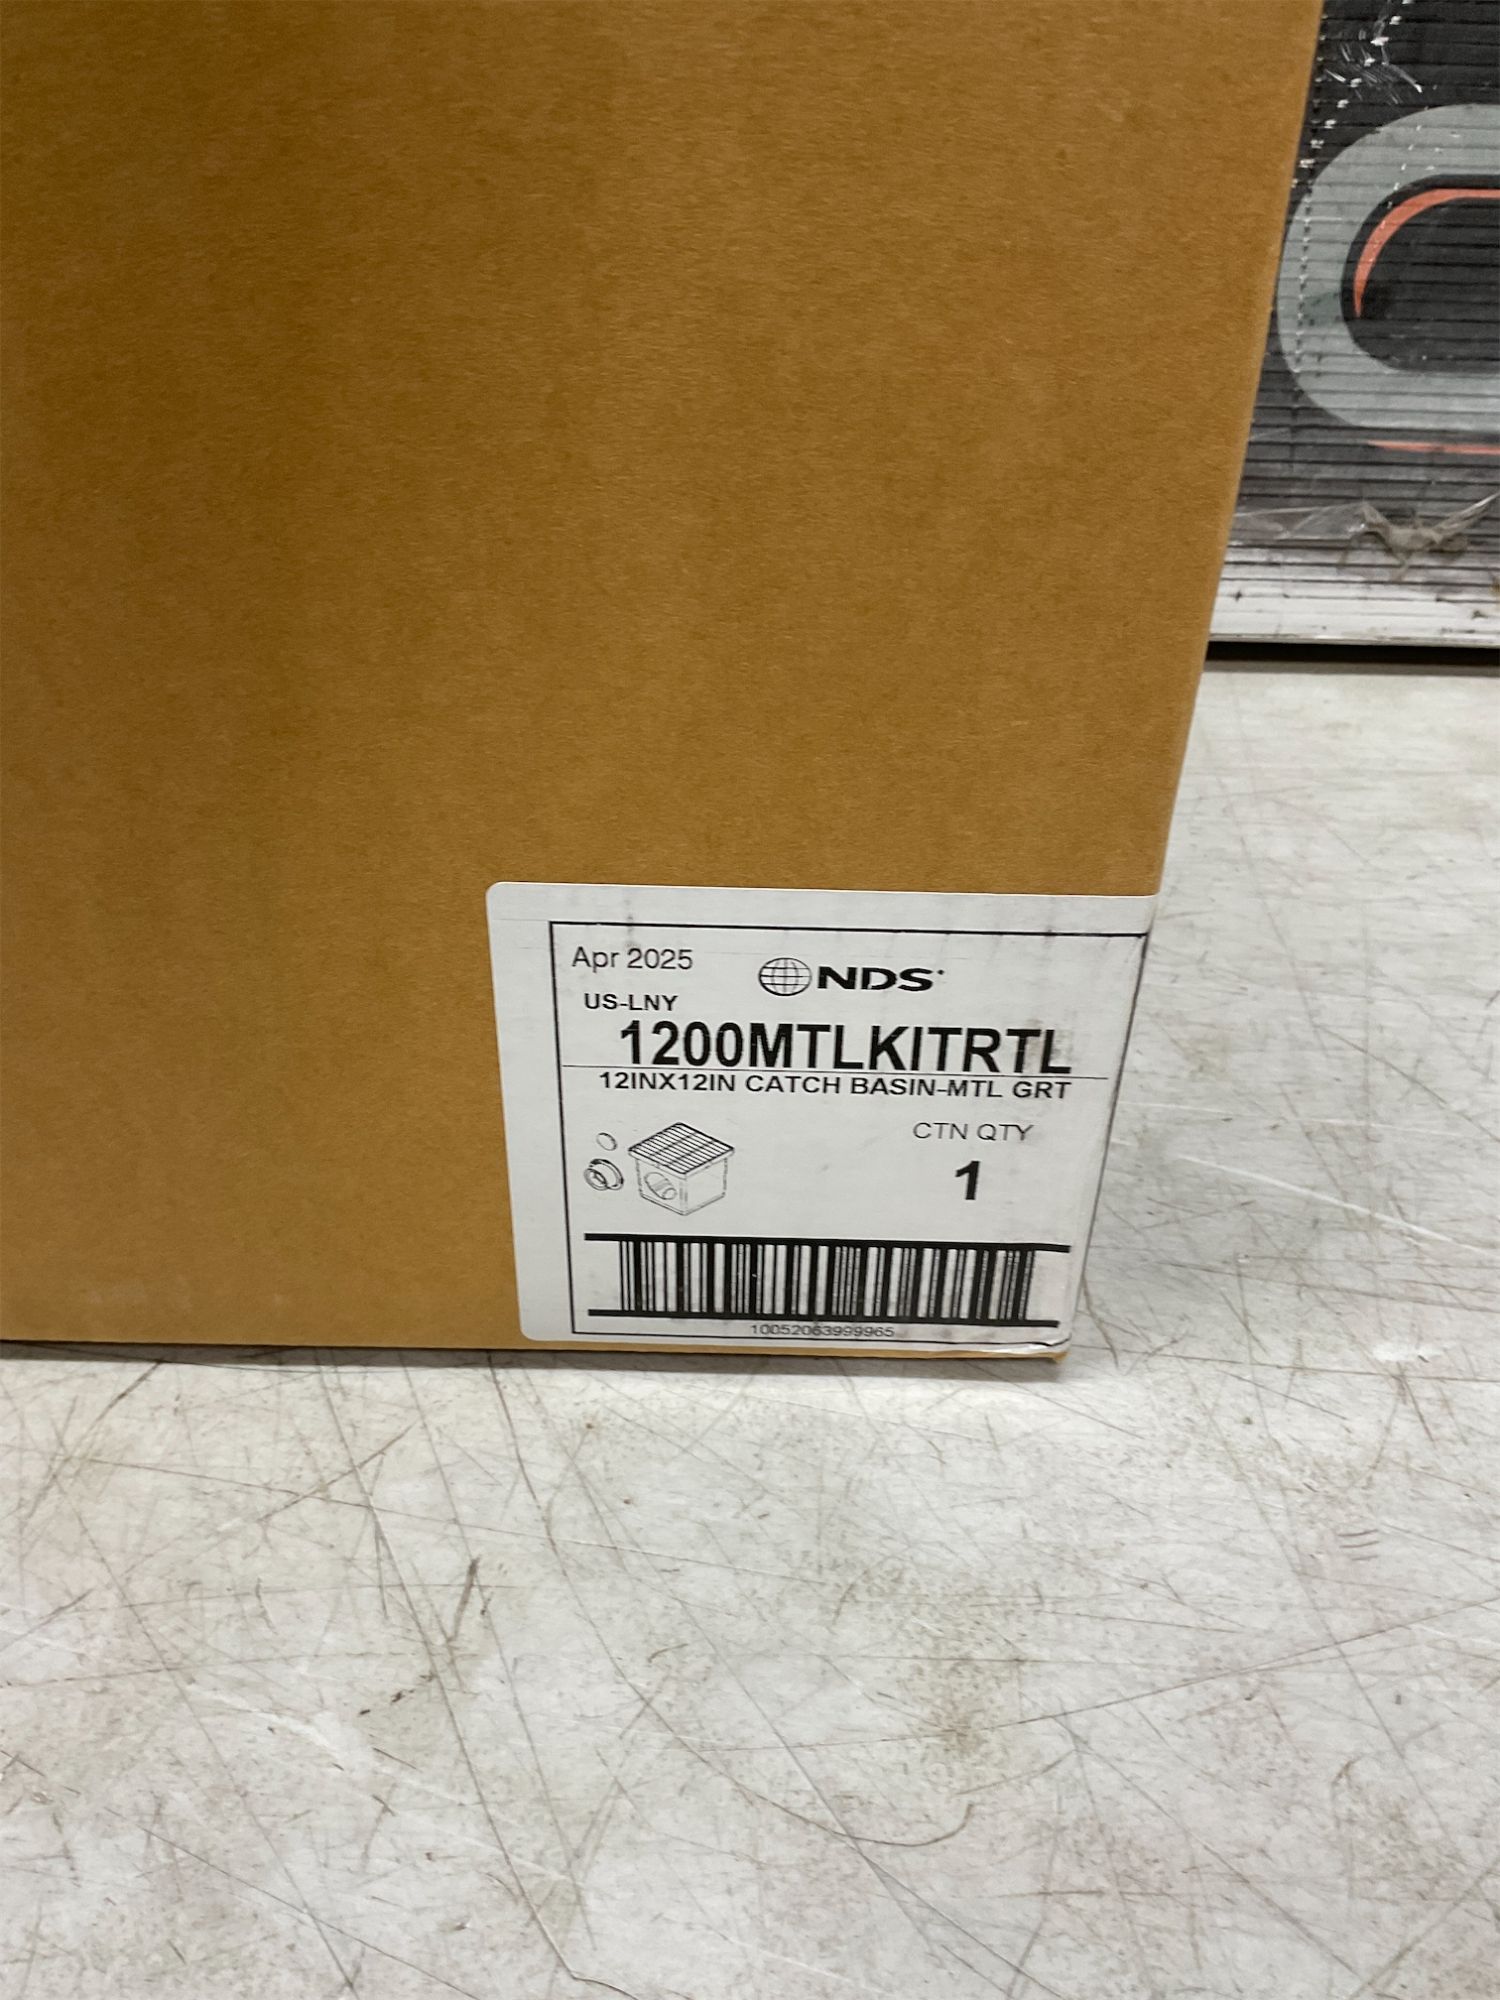 Apr 2025
NDS
US-LNY
1200MTLKITRTL
12INX12IN CATCH BASIN-MTL GRT
CTN QTY
1
10052063999965